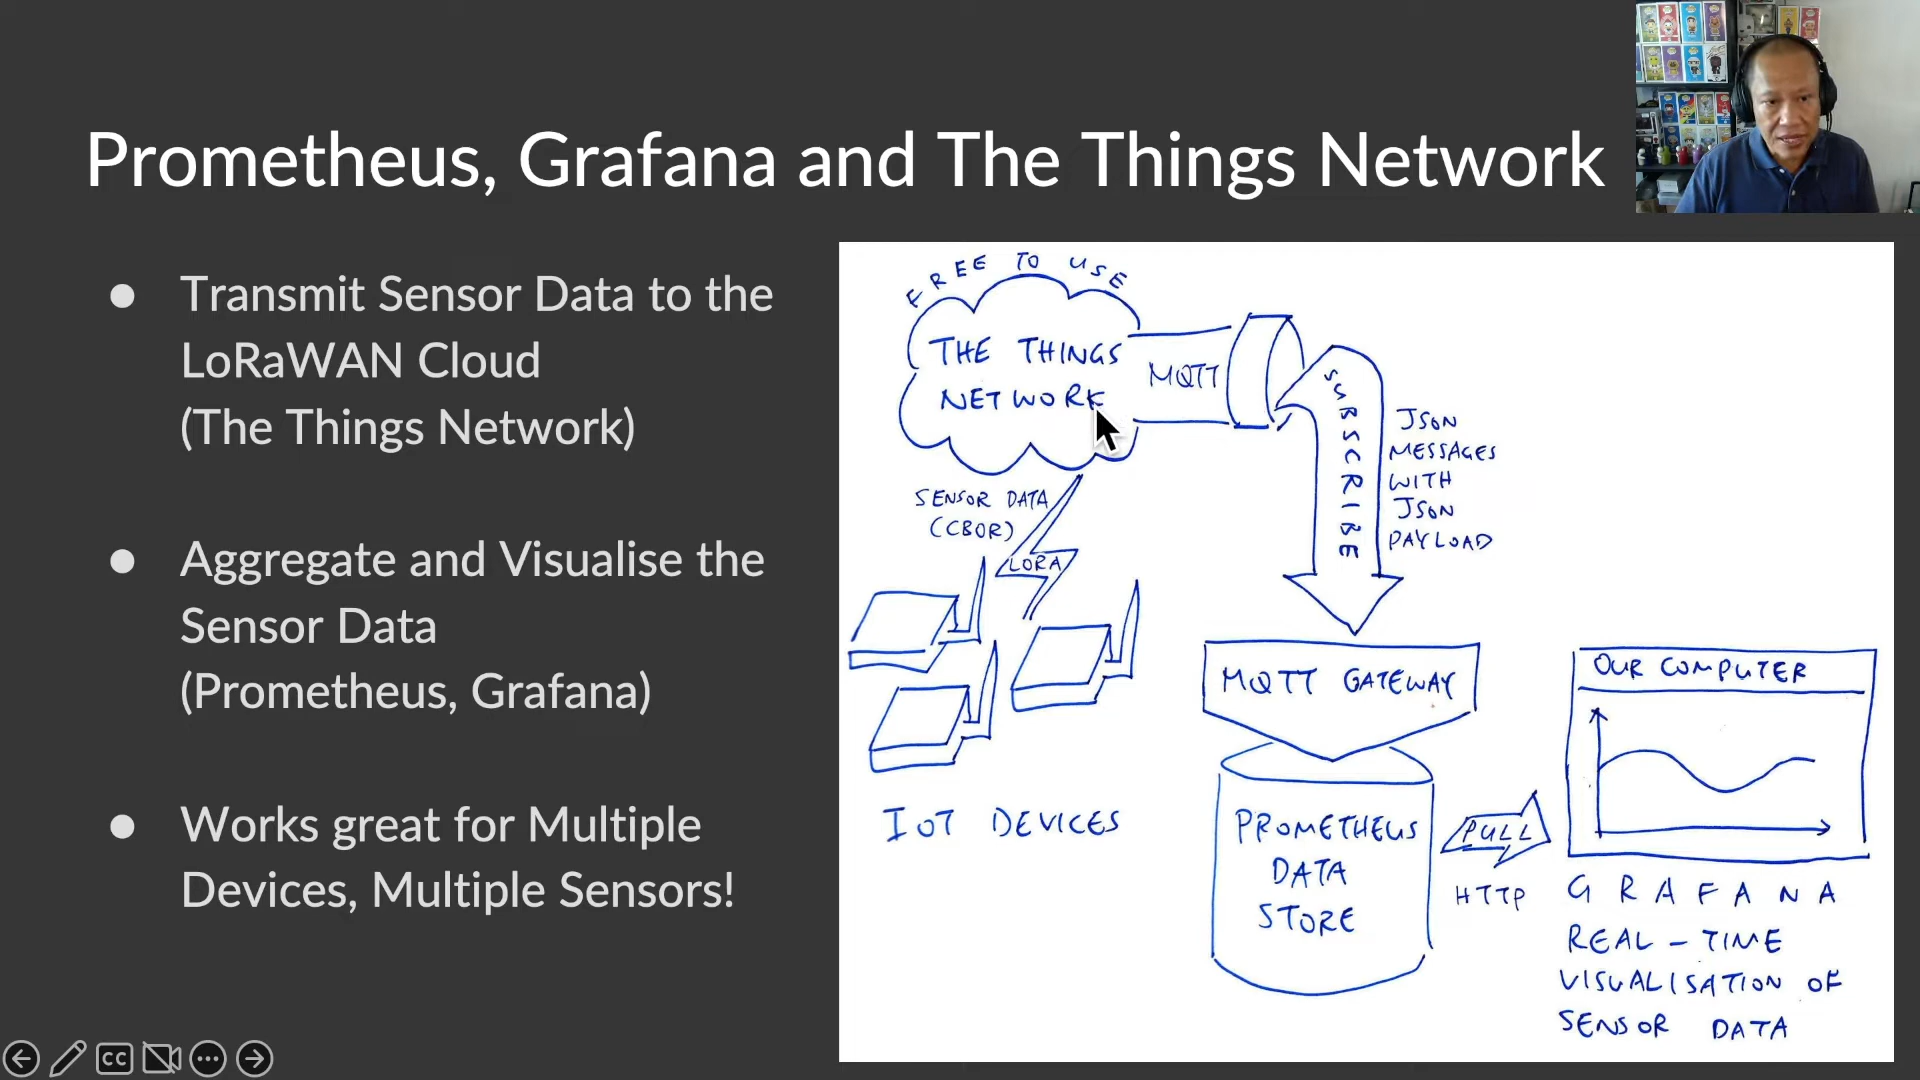 Prometheus, Grafana and The Things Network
● Transmit Sensor Data to the
LoRaWAN Cloud
(The Things Network)
● Aggregate and Visualise the
Sensor Data
(Prometheus, Grafana)
● Works great for Multiple
Devices, Multiple Sensors!
FREE TO USE
THE THINGS
NETWORK
MQTT
SUBSCRIBE
JSON
MESSAGES
WITH
JSON
PAYLOAD
SENSOR DATA
(CBOR)
LORA
IOT DEVICES
MQTT GATEWAY
PROMETHEUS
DATA
STORE
PULL
HTTP
OUR COMPUTER
GRAFANA
REAL-TIME
VISUALISATION OF
SENSOR DATA
CC